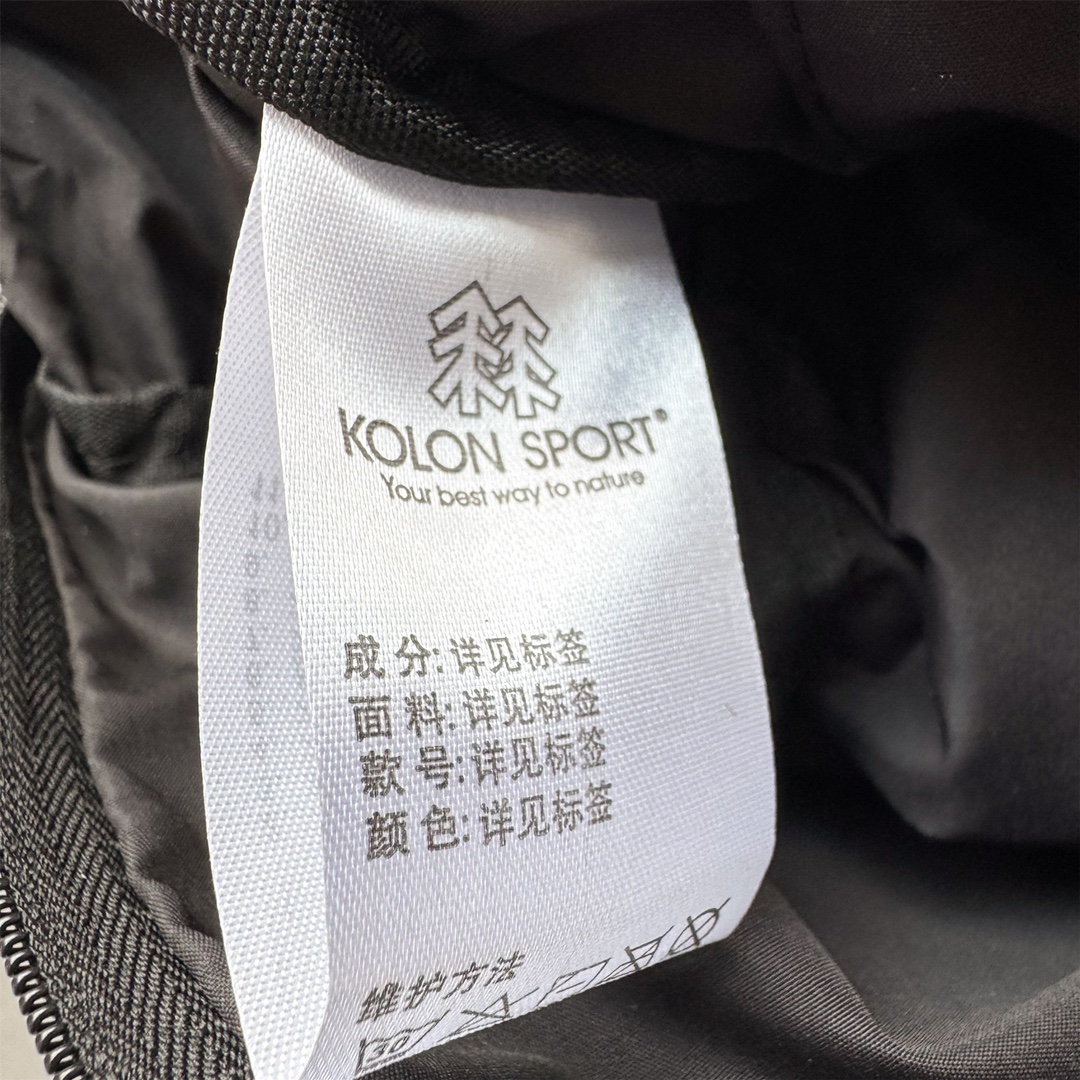 KOLON SPORT®
Your best way to nature
成 分:详见标签
面 料:详见标签
款 号:详见标签
颜 色:详见标签
维护方法
30